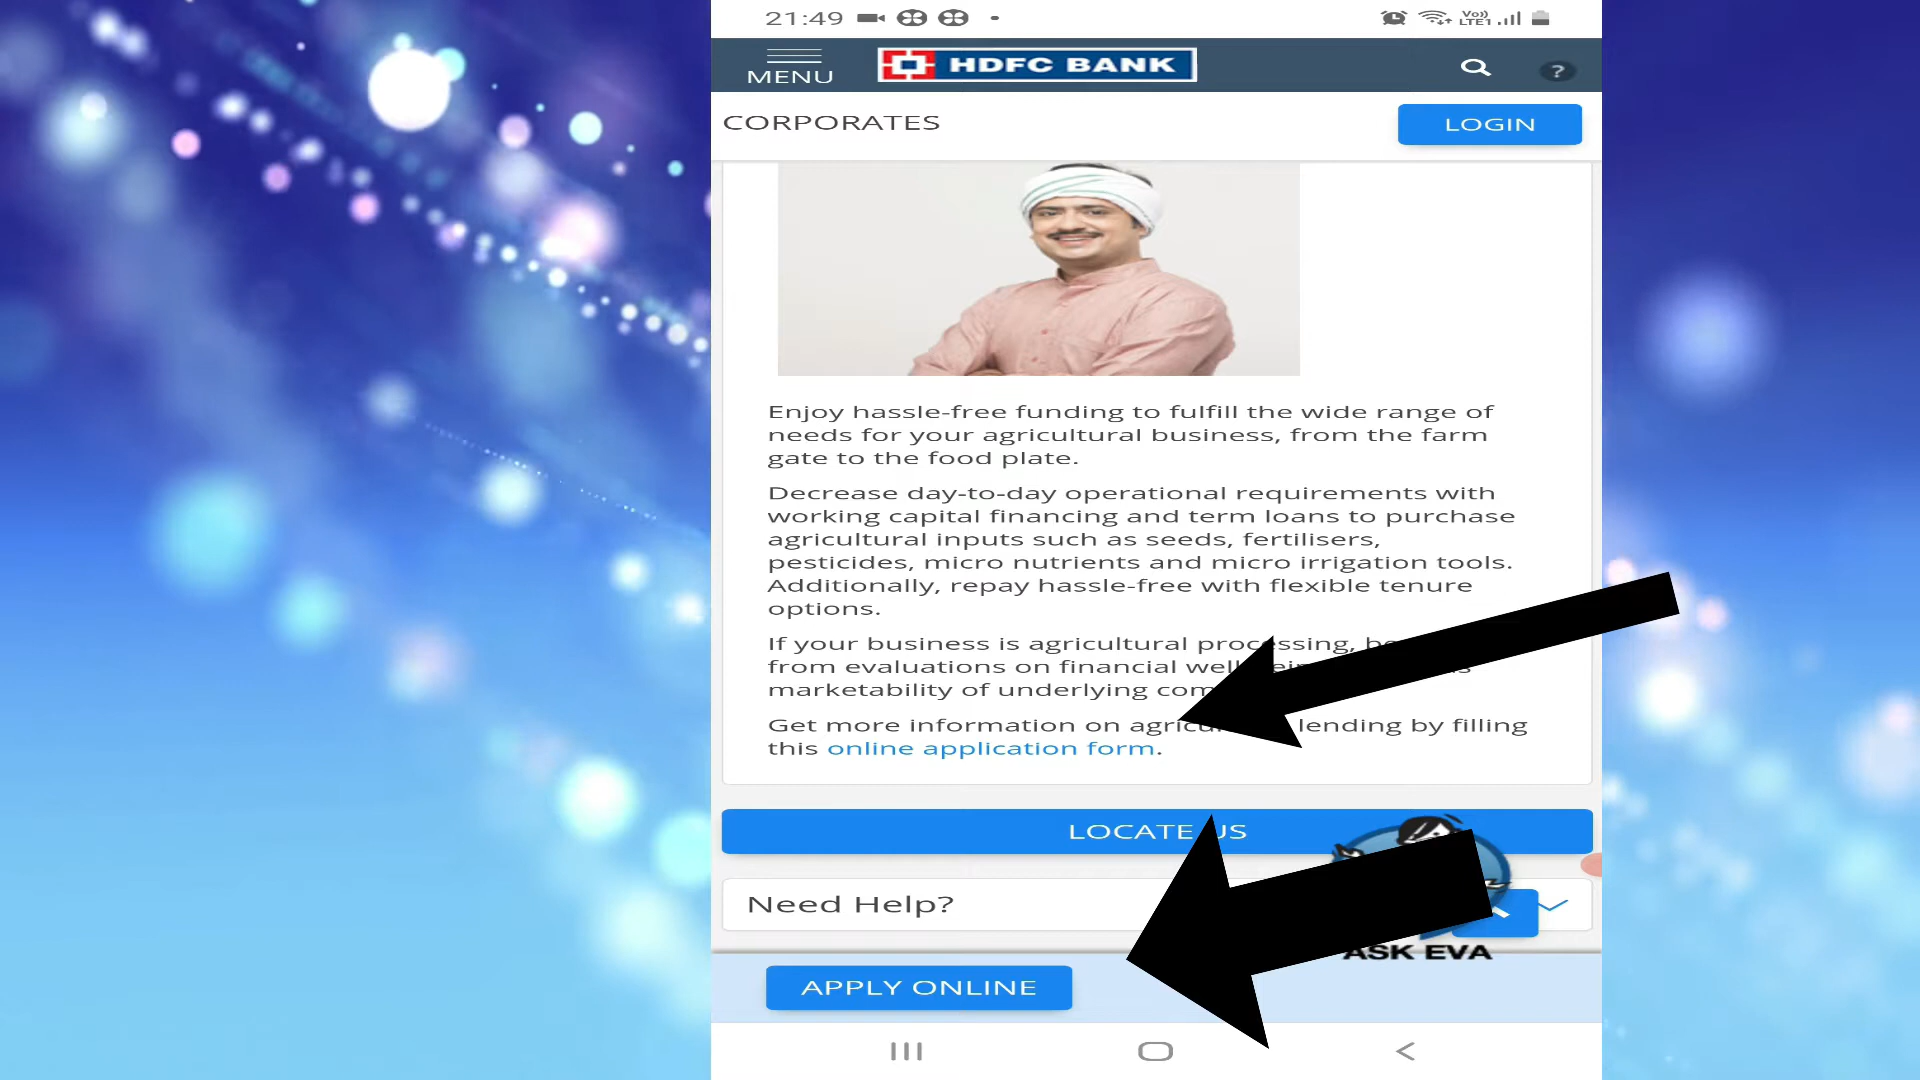 21:49
Vo) LTE1
MENU
HDFC BANK
?
CORPORATES
LOGIN
Enjoy hassle-free funding to fulfill the wide range of
needs for your agricultural business, from the farm
gate to the food plate.
Decrease day-to-day operational requirements with
working capital financing and term loans to purchase
agricultural inputs such as seeds, fertilisers,
pesticides, micro nutrients and micro irrigation tools.
Additionally, repay hassle-free with flexible tenure
options.
If your business is agricultural processing,
from evaluations on financial
marketability of underlying
Get more information on lending by filling
this online application form.
LOCATE US
Need Help?
ASK EVA
APPLY ONLINE